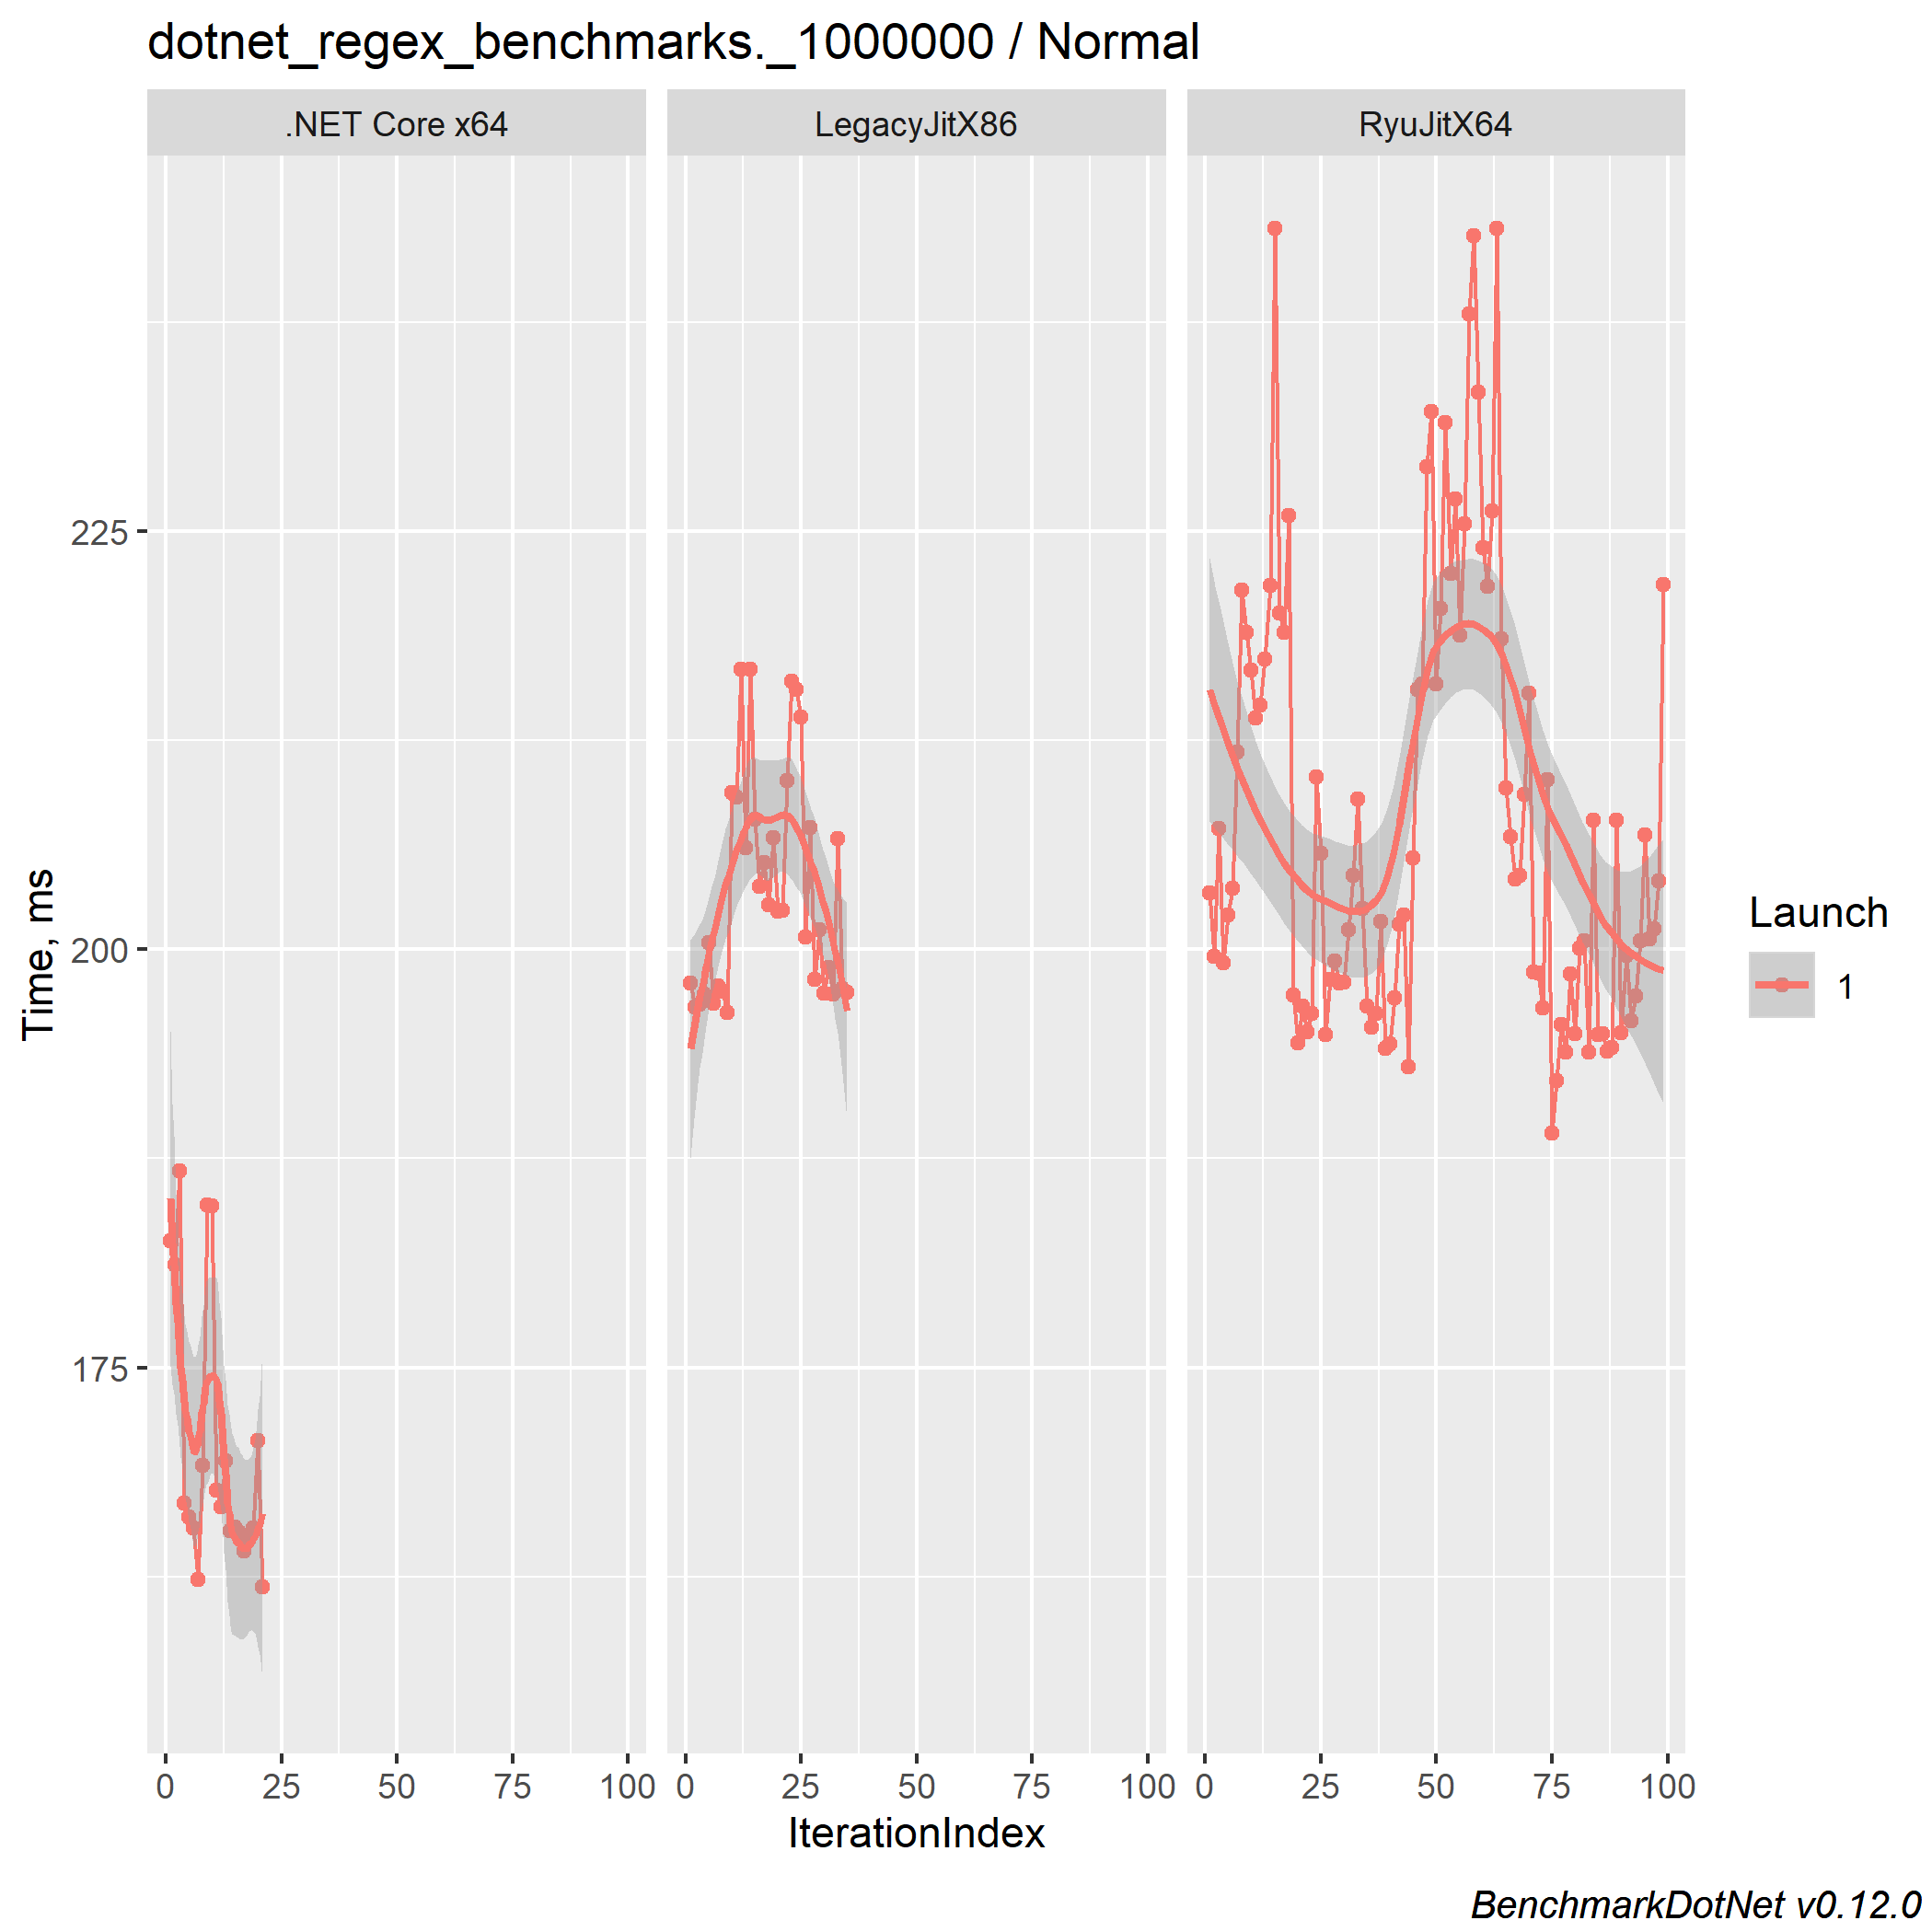 dotnet_regex_benchmarks._1000000 / Normal
.NET Core x64 LegacyJitX86 RyuJitX64
225
200
175
Time, ms
0 25 50 75 100 0 25 50 75 100 0 25 50 75 100
IterationIndex
Launch
1
BenchmarkDotNet v0.12.0